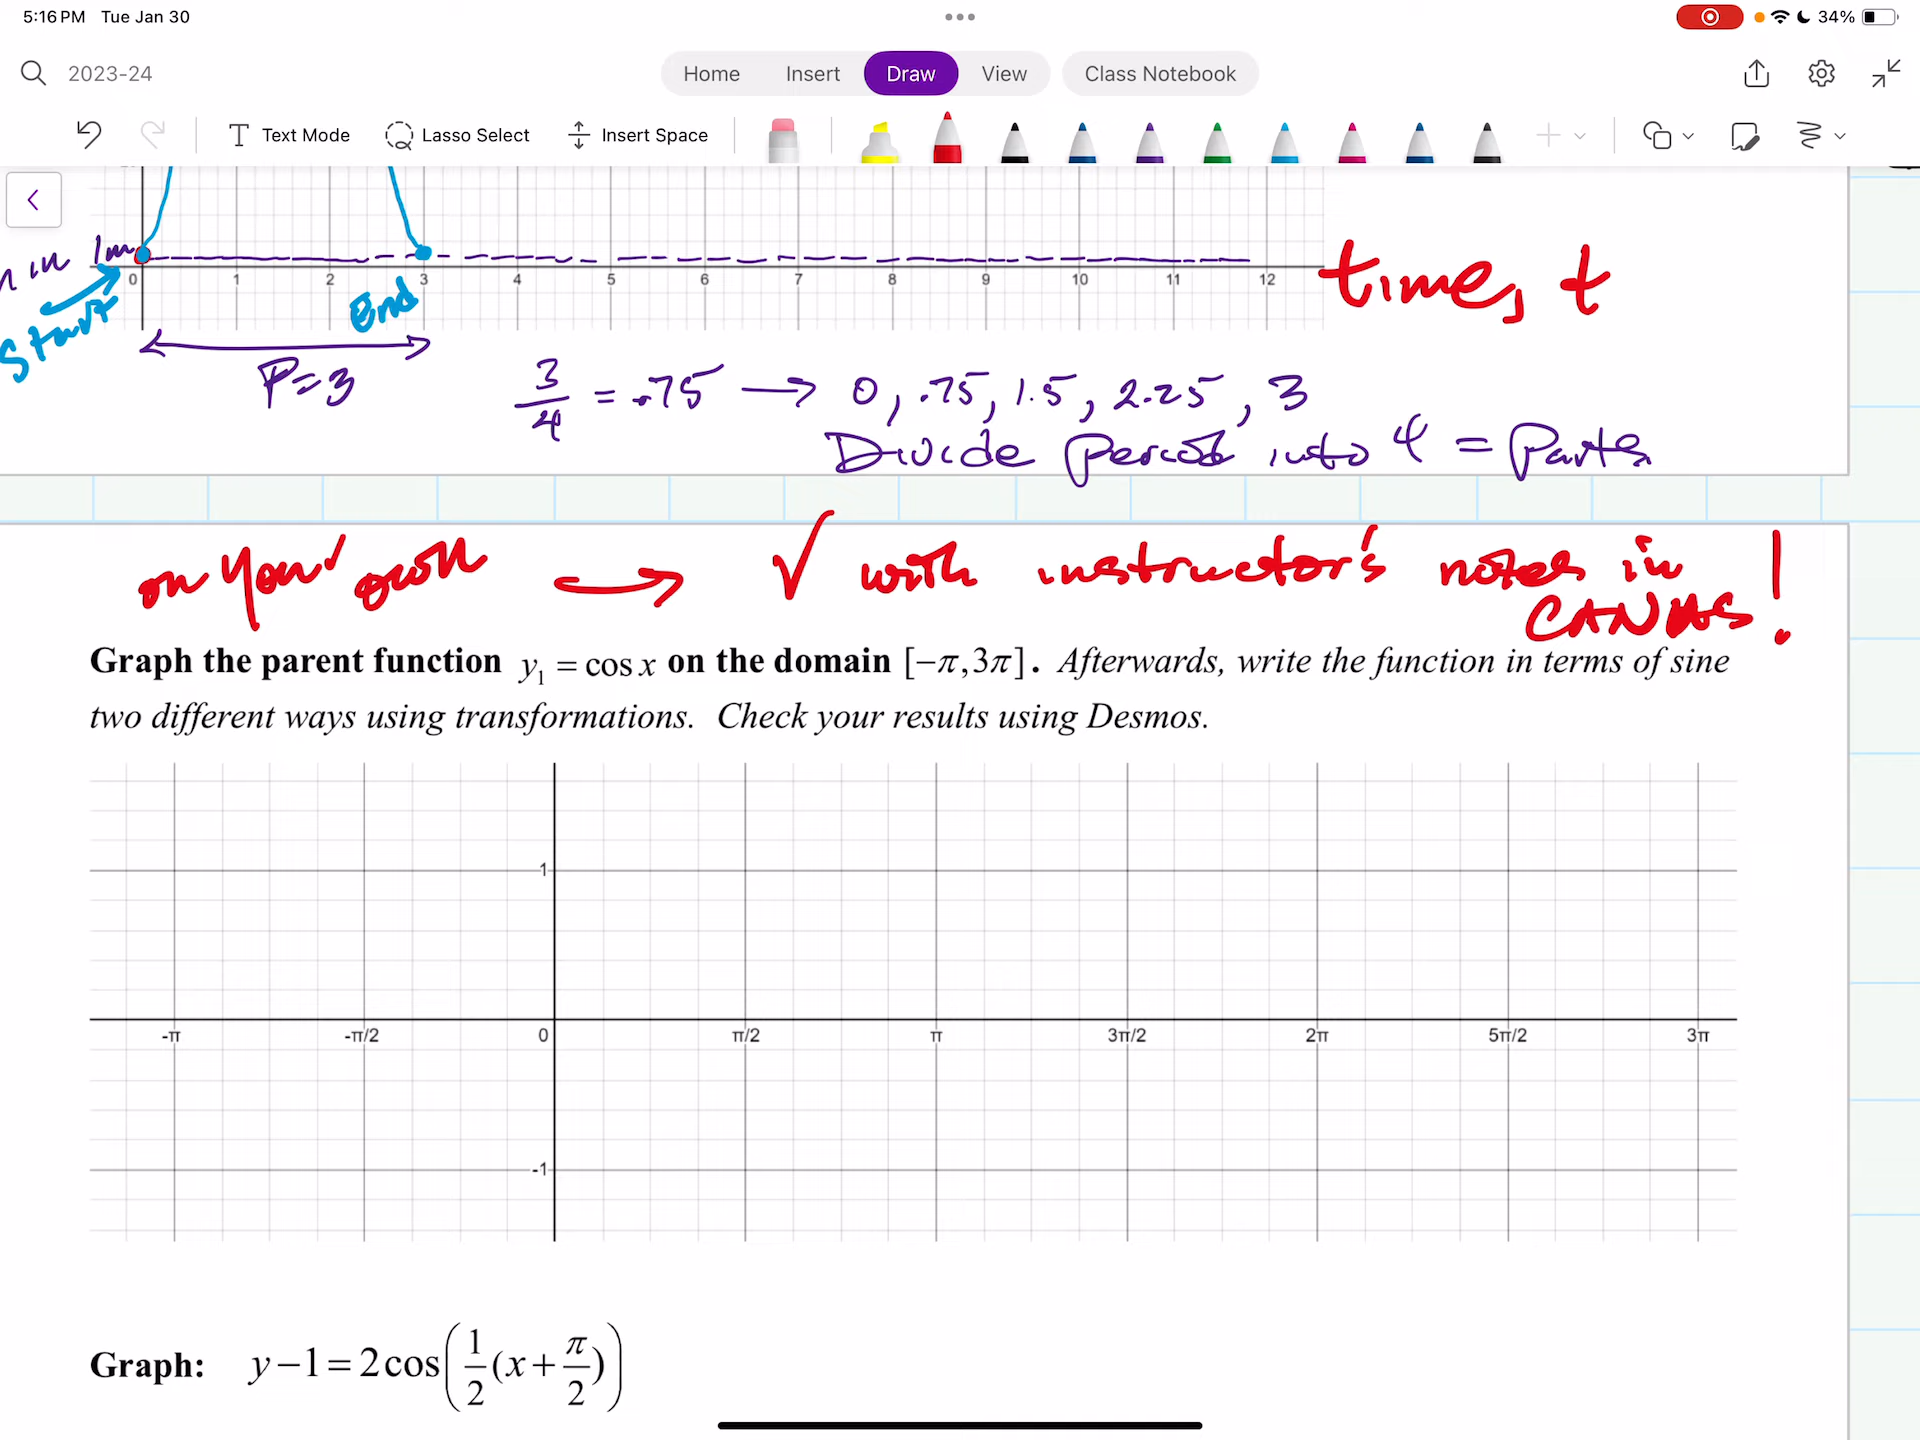 5:16 PM Tue Jan 30
34%
2023-24
Home Insert Draw View Class Notebook
Text Mode Lasso Select Insert Space
min 1m
0 1 2 3 4 5 6 7 8 9 10 11 12
time, t
Start
End
P=3
3/4 = .75 → 0, .75, 1.5, 2.25, 3
Divide period into 4 = Parts
on your own → ✓ with instructor's notes in
CANVAS!
Graph the parent function y₁ = cos x on the domain [−π,3π]. Afterwards, write the function in terms of sine
two different ways using transformations. Check your results using Desmos.
1
-π -π/2 0 π/2 π 3π/2 2π 5π/2 3π
-1
Graph: y−1=2cos(1/2(x+π/2))